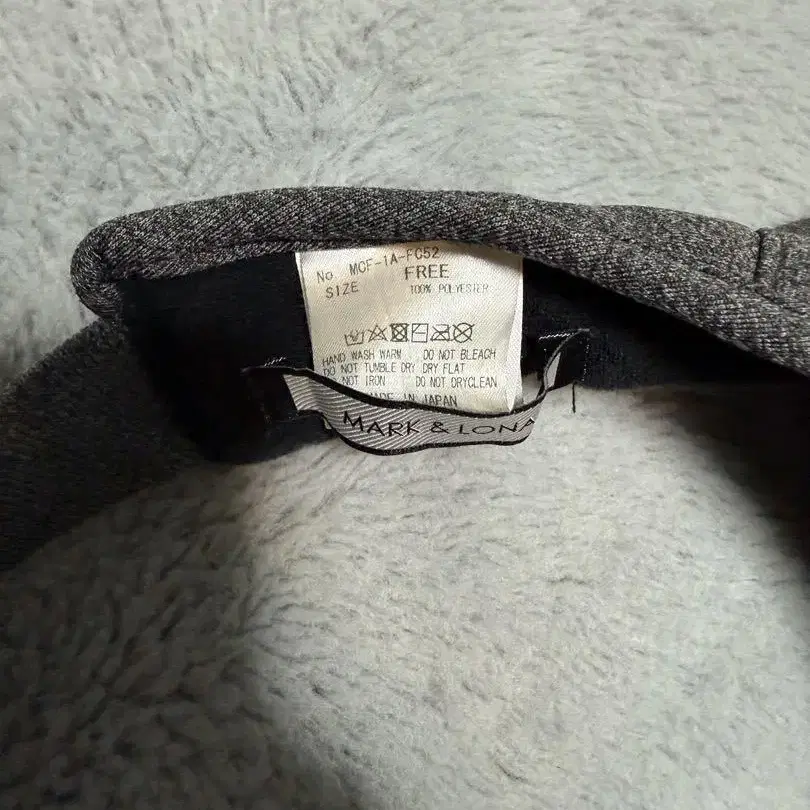 No. MCF-1A-FC52
SIZE FREE
100% POLYESTER
HAND WASH WARM DO NOT BLEACH
DO NOT TUMBLE DRY DRY FLAT
NOT IRON DO NOT DRYCLEAN
IN JAPAN
MARK & LONA